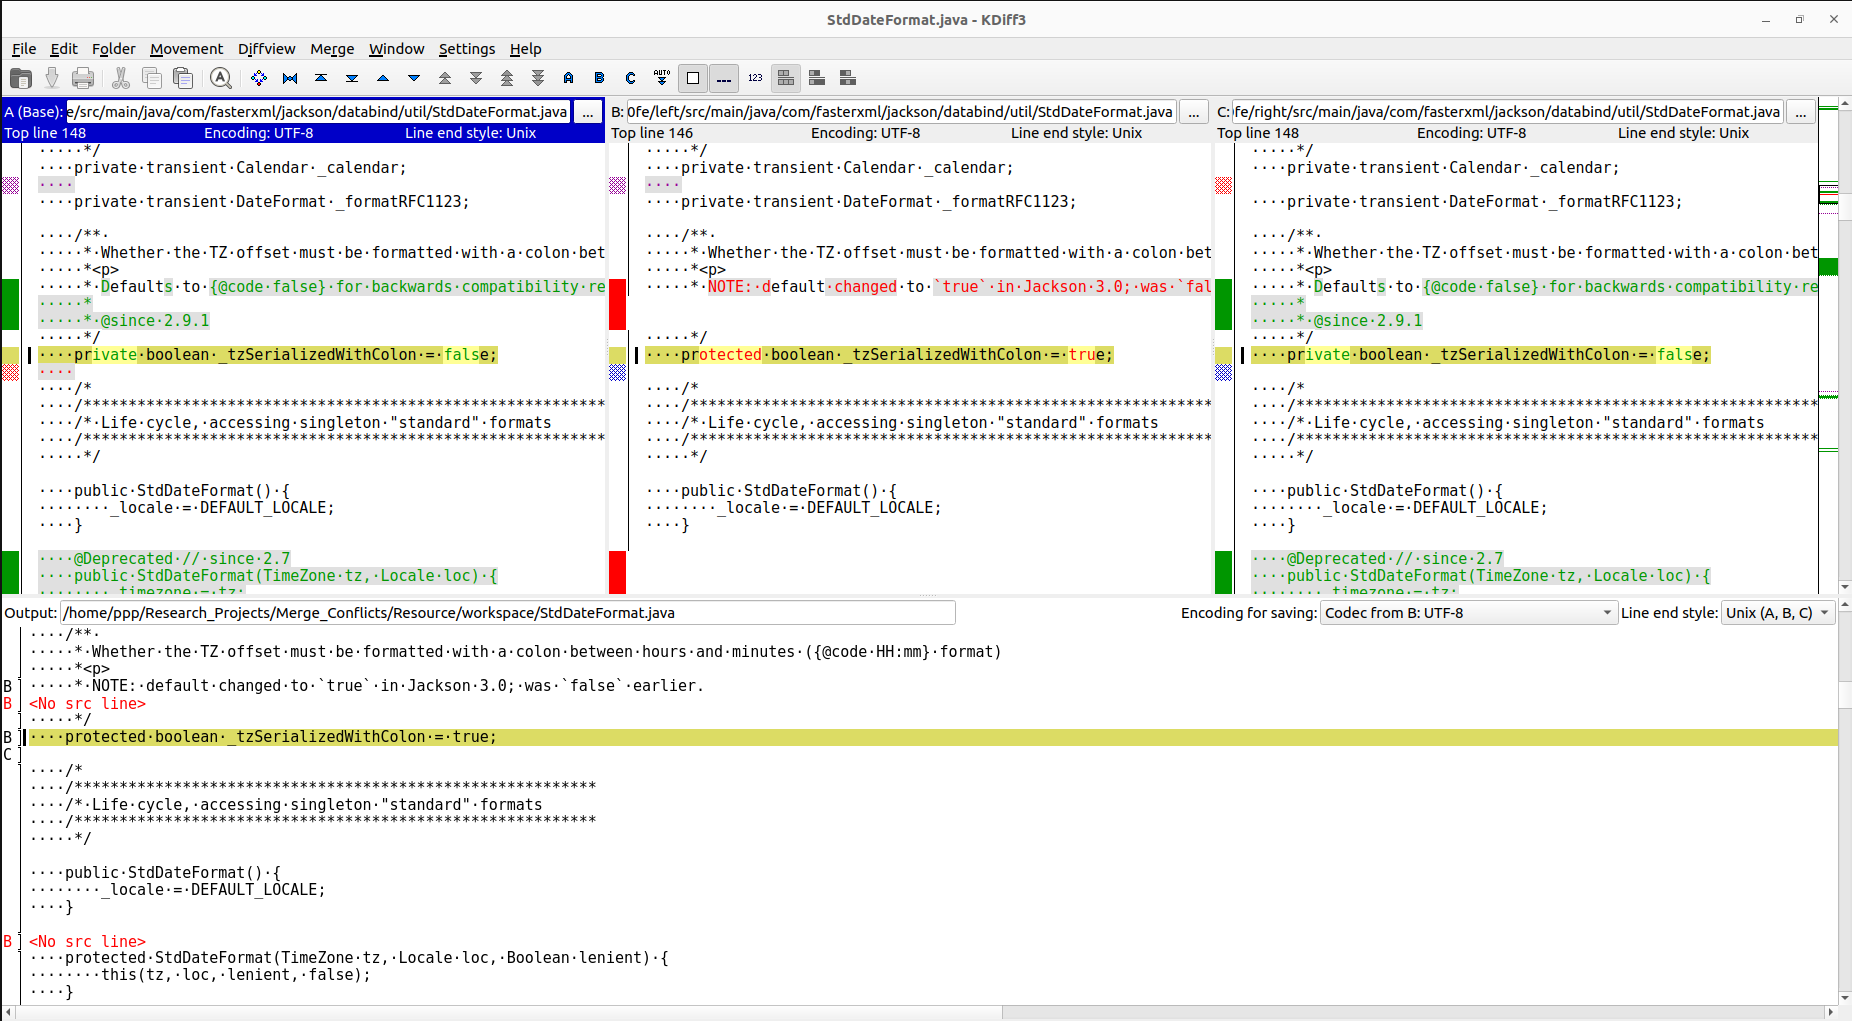 StdDateFormat.java - KDiff3
File Edit Folder Movement Diffview Merge Window Settings Help
A B C AUTO 123
A (Base): e/src/main/java/com/fasterxml/jackson/databind/util/StdDateFormat.java ...
Top line 148 Encoding: UTF-8 Line end style: Unix
·····*/
····private·transient·Calendar·_calendar;
····
····private·transient·DateFormat·_formatRFC1123;
····/**·
·····*·Whether·the·TZ·offset·must·be·formatted·with·a·colon·bet
·····*<p>
·····*·Defaults·to·{@code·false}·for·backwards·compatibility·re
·····*
·····*·@since·2.9.1
·····*/
····private·boolean·_tzSerializedWithColon·=·false;
····
····/*
····/**********************************************************
····/*·Life·cycle,·accessing·singleton·"standard"·formats
····/**********************************************************
·····*/
····public·StdDateFormat()·{
········_locale·=·DEFAULT_LOCALE;
····}
····@Deprecated·//·since·2.7
····public·StdDateFormat(TimeZone·tz,·Locale·loc)·{
········_timezone·=·tz;
B: 0fe/left/src/main/java/com/fasterxml/jackson/databind/util/StdDateFormat.java ...
Top line 146 Encoding: UTF-8 Line end style: Unix
·····*/
····private·transient·Calendar·_calendar;
····
····private·transient·DateFormat·_formatRFC1123;
····/**·
·····*·Whether·the·TZ·offset·must·be·formatted·with·a·colon·bet
·····*<p>
·····*·NOTE:·default·changed·to·`true`·in·Jackson·3.0;·was·`fal
·····*/
····protected·boolean·_tzSerializedWithColon·=·true;
····/*
····/**********************************************************
····/*·Life·cycle,·accessing·singleton·"standard"·formats
····/**********************************************************
·····*/
····public·StdDateFormat()·{
········_locale·=·DEFAULT_LOCALE;
····}
C: fe/right/src/main/java/com/fasterxml/jackson/databind/util/StdDateFormat.java ...
Top line 148 Encoding: UTF-8 Line end style: Unix
·····*/
····private·transient·Calendar·_calendar;
····private·transient·DateFormat·_formatRFC1123;
····/**·
·····*·Whether·the·TZ·offset·must·be·formatted·with·a·colon·bet
·····*<p>
·····*·Defaults·to·{@code·false}·for·backwards·compatibility·re
·····*
·····*·@since·2.9.1
·····*/
····private·boolean·_tzSerializedWithColon·=·false;
····/*
····/**********************************************************
····/*·Life·cycle,·accessing·singleton·"standard"·formats
····/**********************************************************
·····*/
····public·StdDateFormat()·{
········_locale·=·DEFAULT_LOCALE;
····}
····@Deprecated·//·since·2.7
····public·StdDateFormat(TimeZone·tz,·Locale·loc)·{
········_timezone·=·tz;
Output: /home/ppp/Research_Projects/Merge_Conflicts/Resource/workspace/StdDateFormat.java Encoding for saving: Codec from B: UTF-8 Line end style: Unix (A, B, C)
····/**·
·····*·Whether·the·TZ·offset·must·be·formatted·with·a·colon·between·hours·and·minutes·({@code·HH:mm}·format)
·····*<p>
B ·····*·NOTE:·default·changed·to·`true`·in·Jackson·3.0;·was·`false`·earlier.
B <No src line>
·····*/
B ····protected·boolean·_tzSerializedWithColon·=·true;
C
····/*
····/**********************************************************
····/*·Life·cycle,·accessing·singleton·"standard"·formats
····/**********************************************************
·····*/
····public·StdDateFormat()·{
········_locale·=·DEFAULT_LOCALE;
····}
B <No src line>
····protected·StdDateFormat(TimeZone·tz,·Locale·loc,·Boolean·lenient)·{
········this(tz,·loc,·lenient,·false);
····}